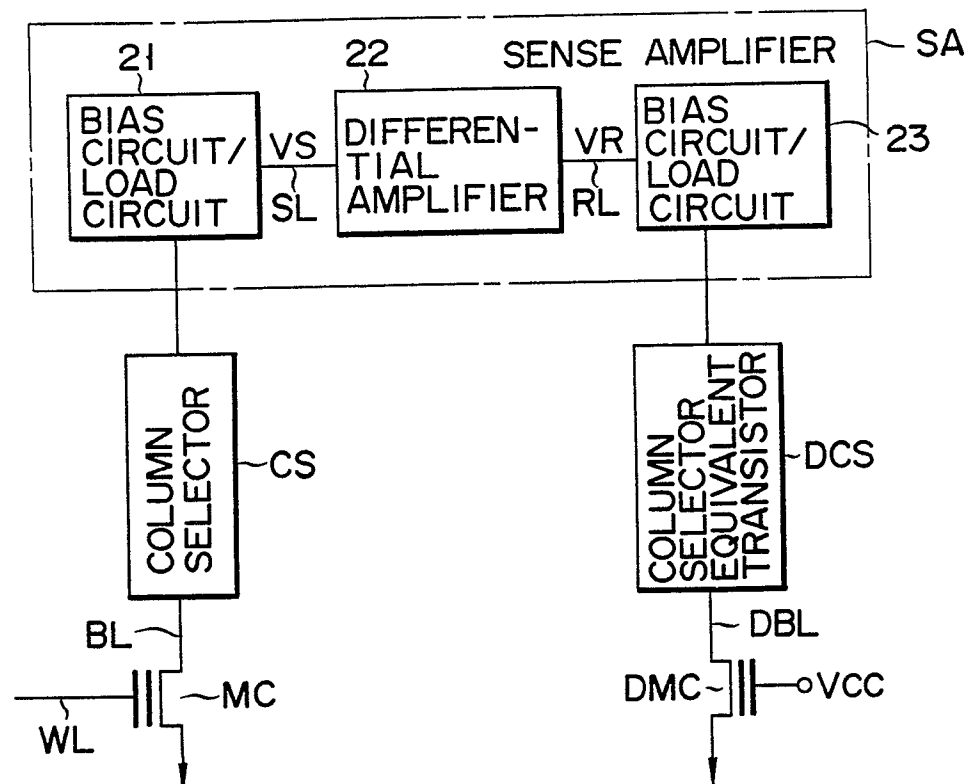 21
22
SENSE AMPLIFIER
SA
BIAS
CIRCUIT/
LOAD
CIRCUIT
VS
SL
DIFFEREN-
TIAL
AMPLIFIER
VR
RL
BIAS
CIRCUIT/
LOAD
CIRCUIT
23
COLUMN
SELECTOR
CS
COLUMN
SELECTOR
EQUIVALENT
TRANSISTOR
DCS
BL
DBL
MC
WL
DMC
VCC